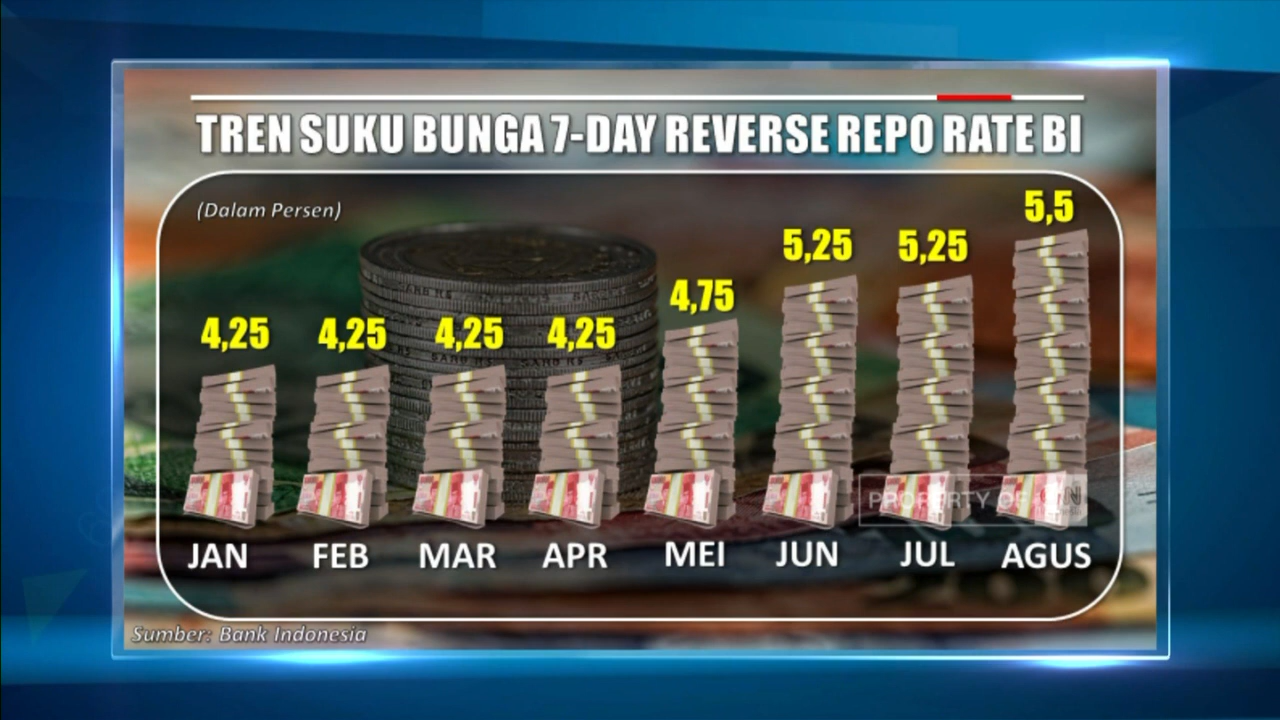 TREN SUKU BUNGA 7-DAY REVERSE REPO RATE BI
(Dalam Persen)
4,25 4,25 4,25 4,25 4,75 5,25 5,25 5,5
PROPERTY OF
JAN FEB MAR APR MEI JUN JUL AGUS
Sumber: Bank Indonesia